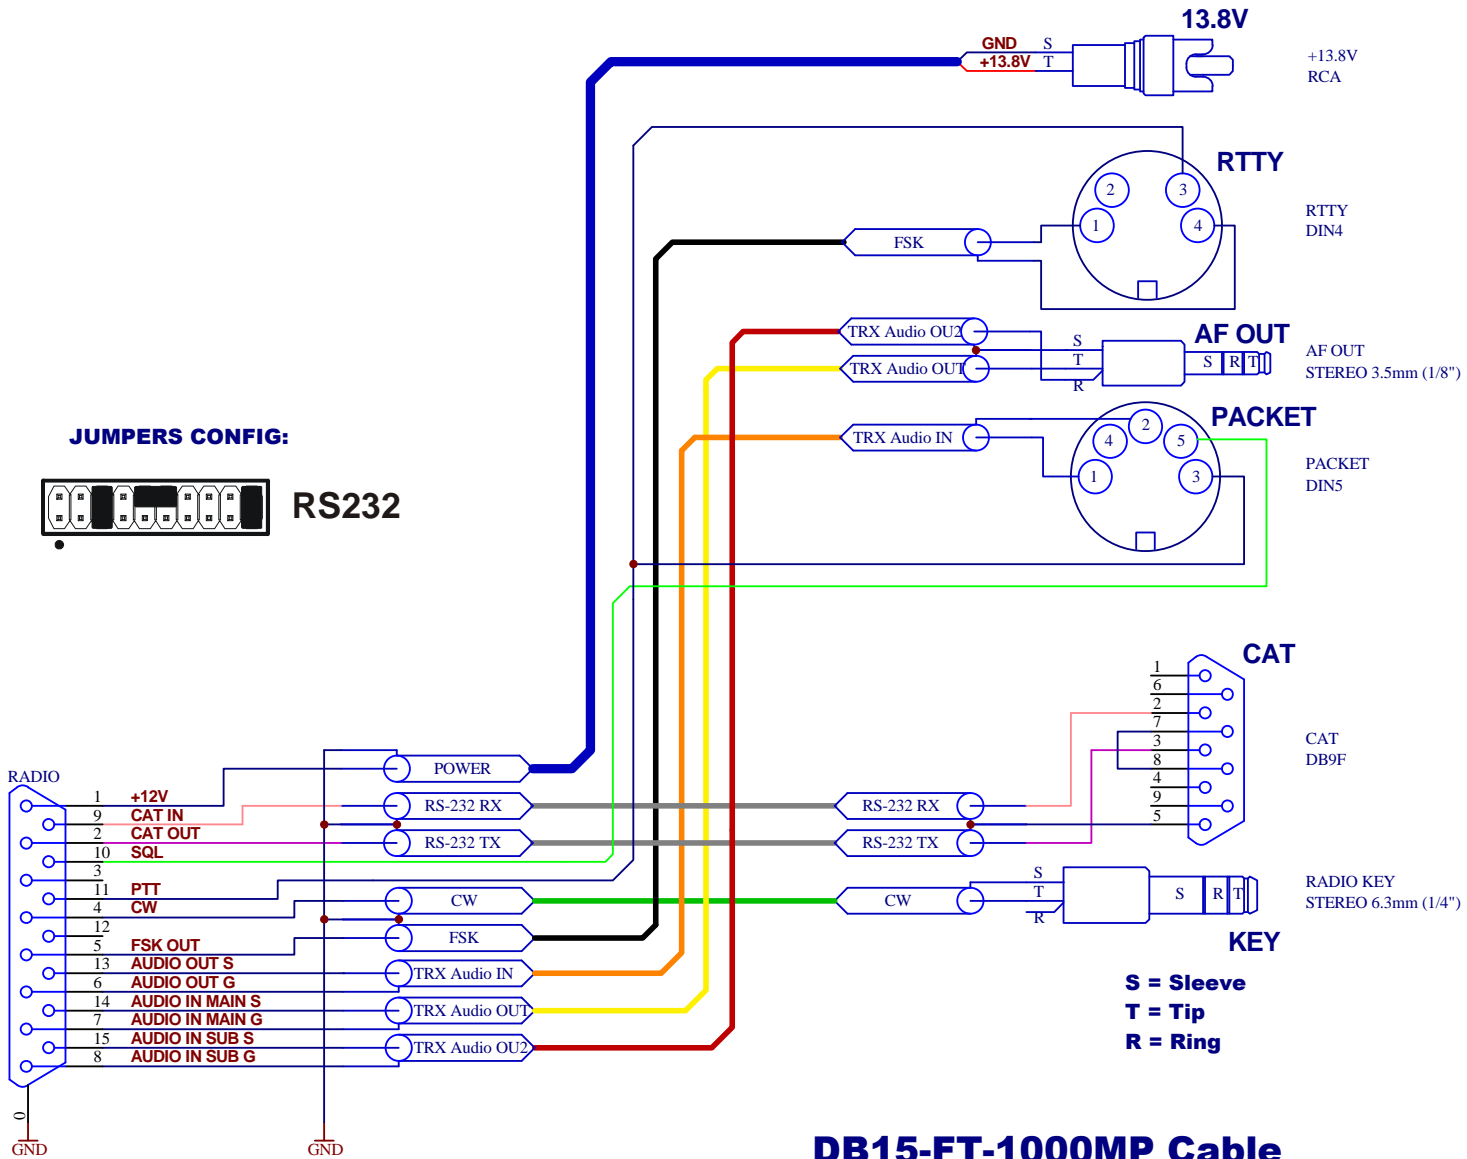 13.8V
GND S
+13.8V T
+13.8V
RCA
RTTY
2
3
1
4
RTTY
DIN4
FSK
TRX Audio OU2
TRX Audio OUT
S
T
R
AF OUT
S R T
AF OUT
STEREO 3.5mm (1/8")
PACKET
TRX Audio IN
2
4
5
1
3
PACKET
DIN5
JUMPERS CONFIG:
RS232
CAT
1
6
2
7
3
8
4
9
5
CAT
DB9F
RADIO
1 +12V
9 CAT IN
2 CAT OUT
10 SQL
3
11 PTT
4 CW
12
5 FSK OUT
13 AUDIO OUT S
6 AUDIO OUT G
14 AUDIO IN MAIN S
7 AUDIO IN MAIN G
15 AUDIO IN SUB S
8 AUDIO IN SUB G
0
GND
GND
POWER
RS-232 RX
RS-232 TX
CW
FSK
TRX Audio IN
TRX Audio OUT
TRX Audio OU2
RS-232 RX
RS-232 TX
CW
S
T
R
S R T
RADIO KEY
STEREO 6.3mm (1/4")
KEY
S = Sleeve
T = Tip
R = Ring
DB15-FT-1000MP Cable